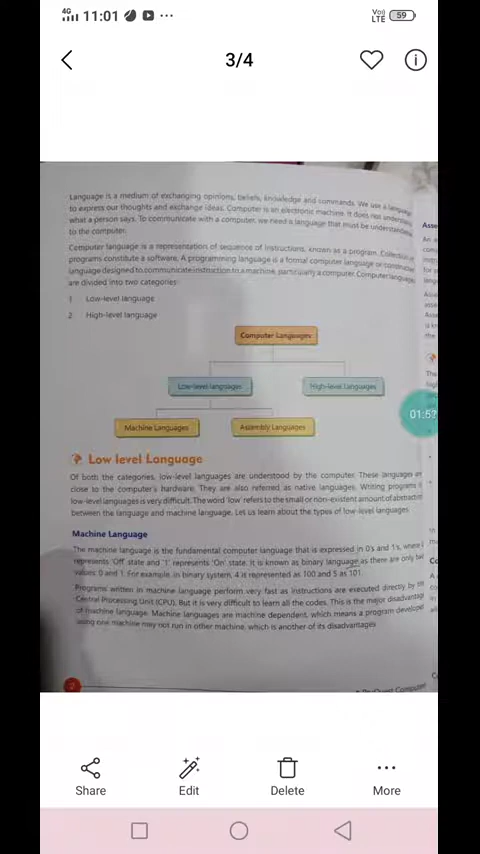 4G 11:01
Vo)) LTE 59
3/4
Language is a medium of exchanging opinions, beliefs, knowledge and commands. We use a language
to express our thoughts and exchange ideas. Computer is an electronic machine. It does not understand
what a person says. To communicate with a computer, we need a language that must be understandable
to the computer.
Computer language is a representation of sequence of instructions, known as a program. Collection
programs constitute a software. A programming language is a formal computer language or constructed
language designed to communicate instruction to a machine, particularly a computer. Computer languages
are divided into two categories:
1 Low-level language
2 High-level language
Computer Languages
Low-level languages
High-level Languages
01:5
Machine Languages
Assembly Languages
Low level Language
Of both the categories, low-level languages are understood by the computer. These languages are
close to the computer's hardware. They are also referred as native languages. Writing programs
low-level languages is very difficult. The word 'low' refers to the small or non-existent amount of abstraction
between the language and machine language. Let us learn about the types of low-level languages
Machine Language
The machine language is the fundamental computer language that is expressed in 0's and 1's, where
represents 'Off' state and '1' represents 'On' state. It is known as binary language as there are only
values: 0 and 1. For example, in binary system, 4 is represented as 100 and 5 as 101.
Programs written in machine language perform very fast as instructions are executed directly by
Central Processing Unit (CPU). But it is very difficult to learn all the codes. This is the major disadvantage
of machine language. Machine languages are machine dependent, which means a program developed
using one machine may not run in other machine, which is another of its disadvantages
2
Computer
Share
Edit
Delete
More